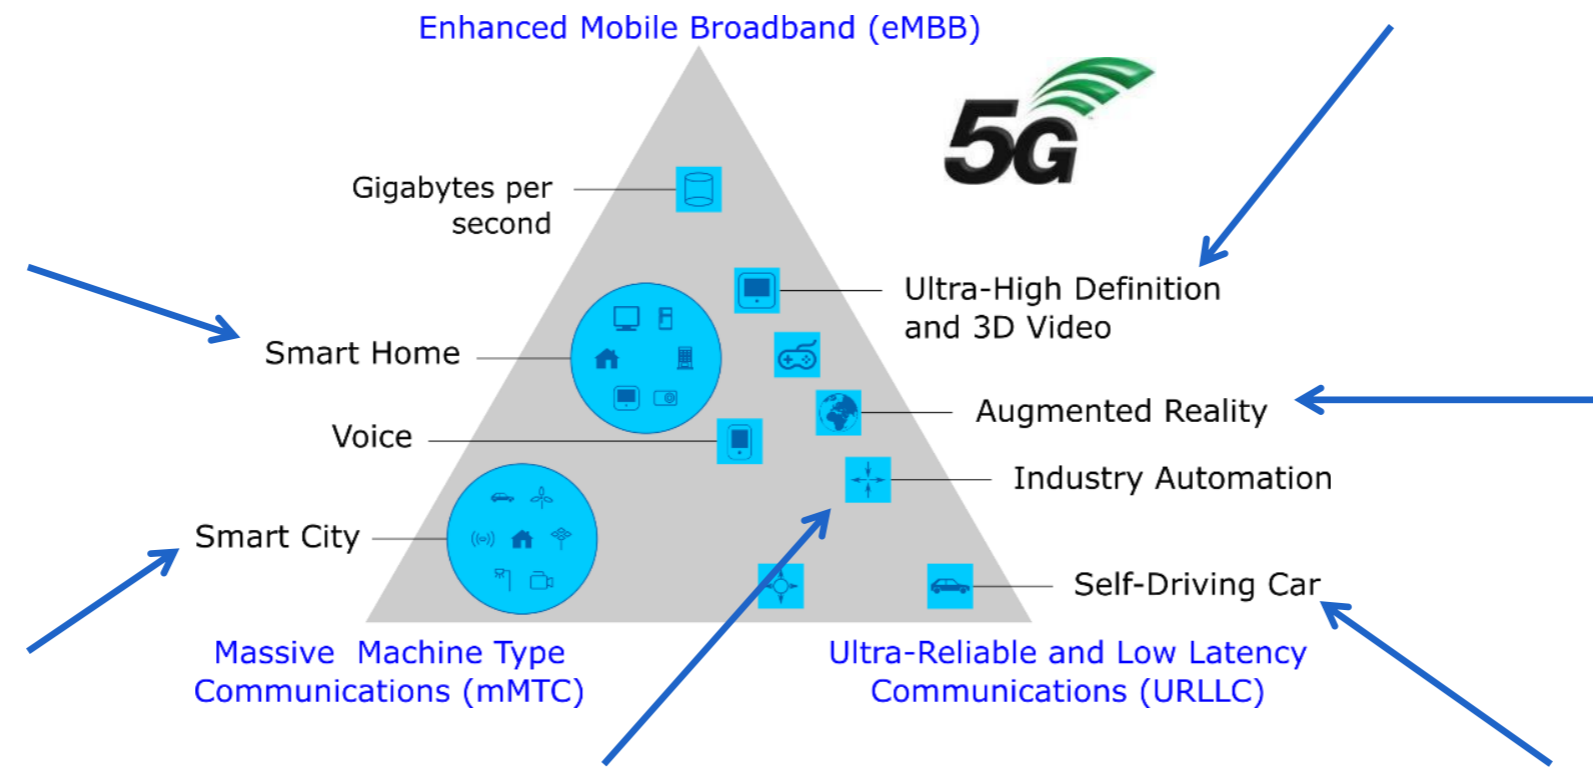 Enhanced Mobile Broadband (eMBB)
5G
Gigabytes per
second
Ultra-High Definition
and 3D Video
Smart Home
Augmented Reality
Voice
Industry Automation
Smart City
Self-Driving Car
Massive Machine Type
Communications (mMTC)
Ultra-Reliable and Low Latency
Communications (URLLC)